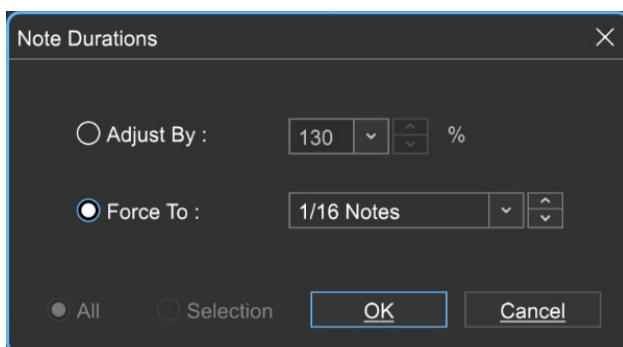 Note Durations
Adjust By : 130 %
Force To : 1/16 Notes
All Selection OK Cancel